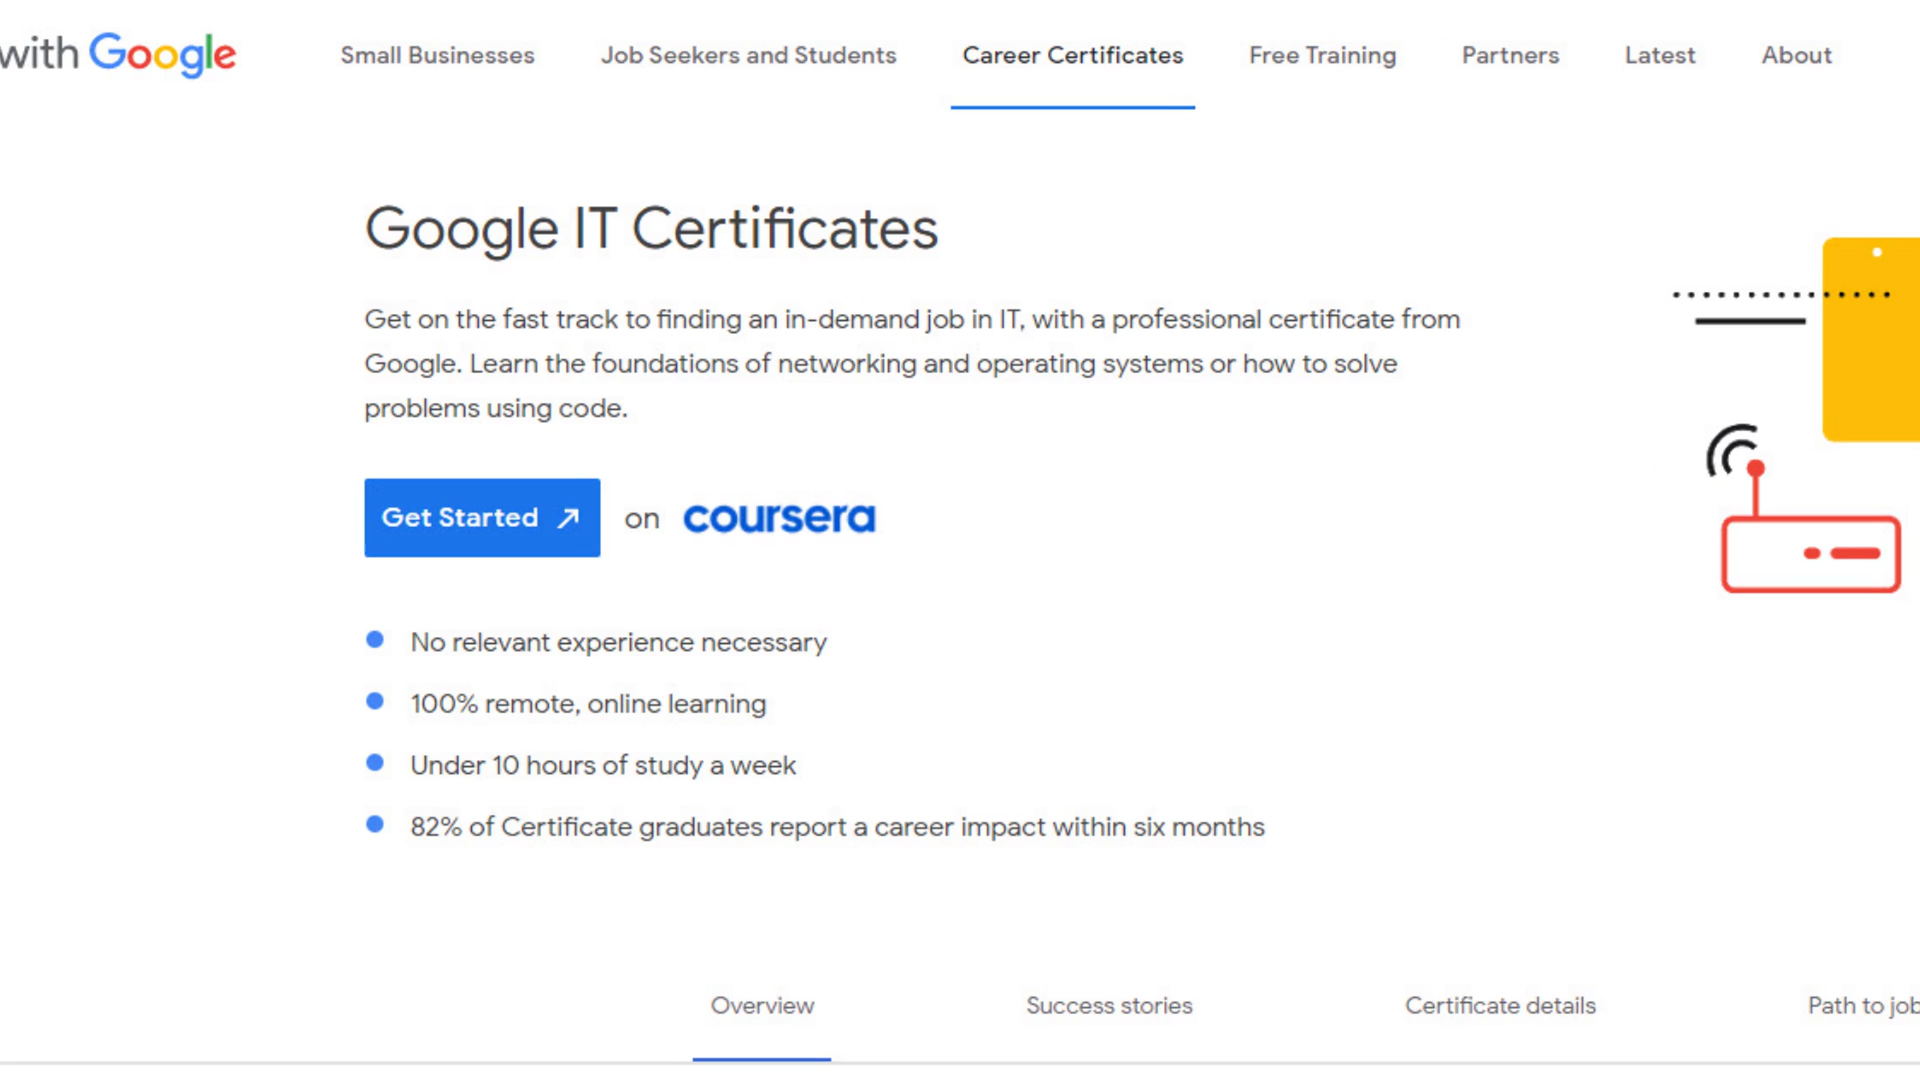 with Google
Small Businesses
Job Seekers and Students
Career Certificates
Free Training
Partners
Latest
About
Google IT Certificates
Get on the fast track to finding an in-demand job in IT, with a professional certificate from
Google. Learn the foundations of networking and operating systems or how to solve
problems using code.
Get Started on coursera
No relevant experience necessary
100% remote, online learning
Under 10 hours of study a week
82% of Certificate graduates report a career impact within six months
Overview
Success stories
Certificate details
Path to job